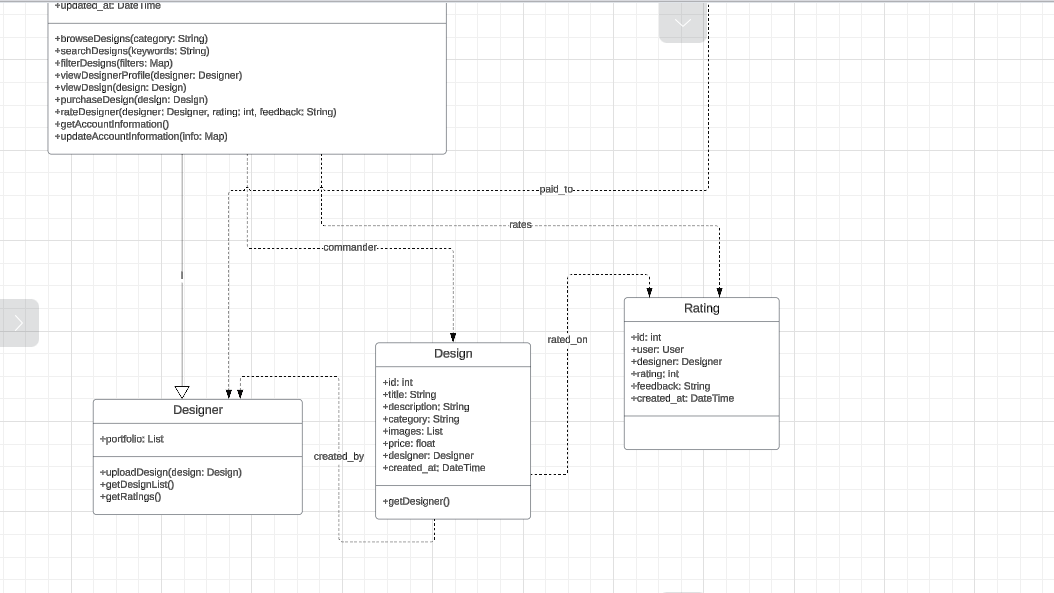 +updated_at: DateTime
+browseDesigns(category: String)
+searchDesigns(keywords: String)
+filterDesigns(filters: Map)
+viewDesignerProfile(designer: Designer)
+viewDesign(design: Design)
+purchaseDesign(design: Design)
+rateDesigner(designer: Designer, rating: int, feedback: String)
+getAccountInformation()
+updateAccountInformation(info: Map)
paid_to
rates
commander
Rating
+id: int
+user: User
+designer: Designer
+rating: int
+feedback: String
+created_at: DateTime
rated_on
Design
+id: int
+title: String
+description: String
+category: String
+images: List
+price: float
+designer: Designer
+created_at: DateTime
+getDesigner()
created_by
Designer
+portfolio: List
+uploadDesign(design: Design)
+getDesignList()
+getRatings()